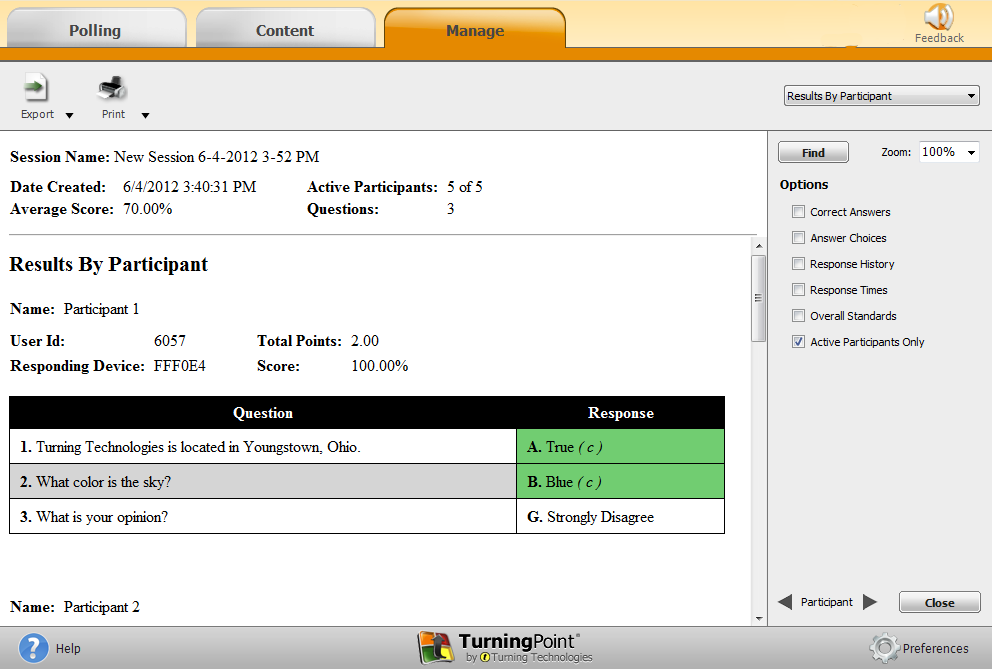 Polling Content Manage Feedback
Export Print Results By Participant
Session Name: New Session 6-4-2012 3-52 PM
Date Created: 6/4/2012 3:40:31 PM Active Participants: 5 of 5
Average Score: 70.00% Questions: 3
Find Zoom: 100%
Options
Correct Answers
Answer Choices
Response History
Response Times
Overall Standards
Active Participants Only
Results By Participant
Name: Participant 1
User Id: 6057 Total Points: 2.00
Responding Device: FFF0E4 Score: 100.00%
Question Response
1. Turning Technologies is located in Youngstown, Ohio. A. True ( c )
2. What color is the sky? B. Blue ( c )
3. What is your opinion? G. Strongly Disagree
Name: Participant 2
Participant Close
? Help
TurningPoint®
by Turning Technologies
Preferences